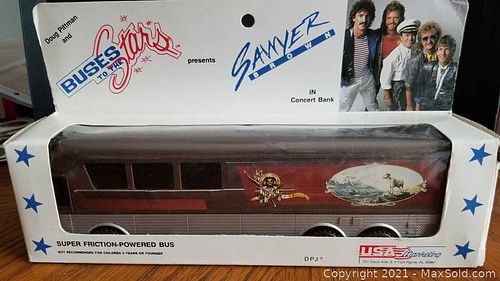 Doug Pittman
and
BUSES
TO THE
Stars
presents
SAWYER
BROWN
IN
Concert Bank
SUPER FRICTION-POWERED BUS
NOT RECOMMENDED FOR CHILDREN 3 YEARS OR YOUNGER
DPJ
USA
Copyright © 2021 - MaxSold.com